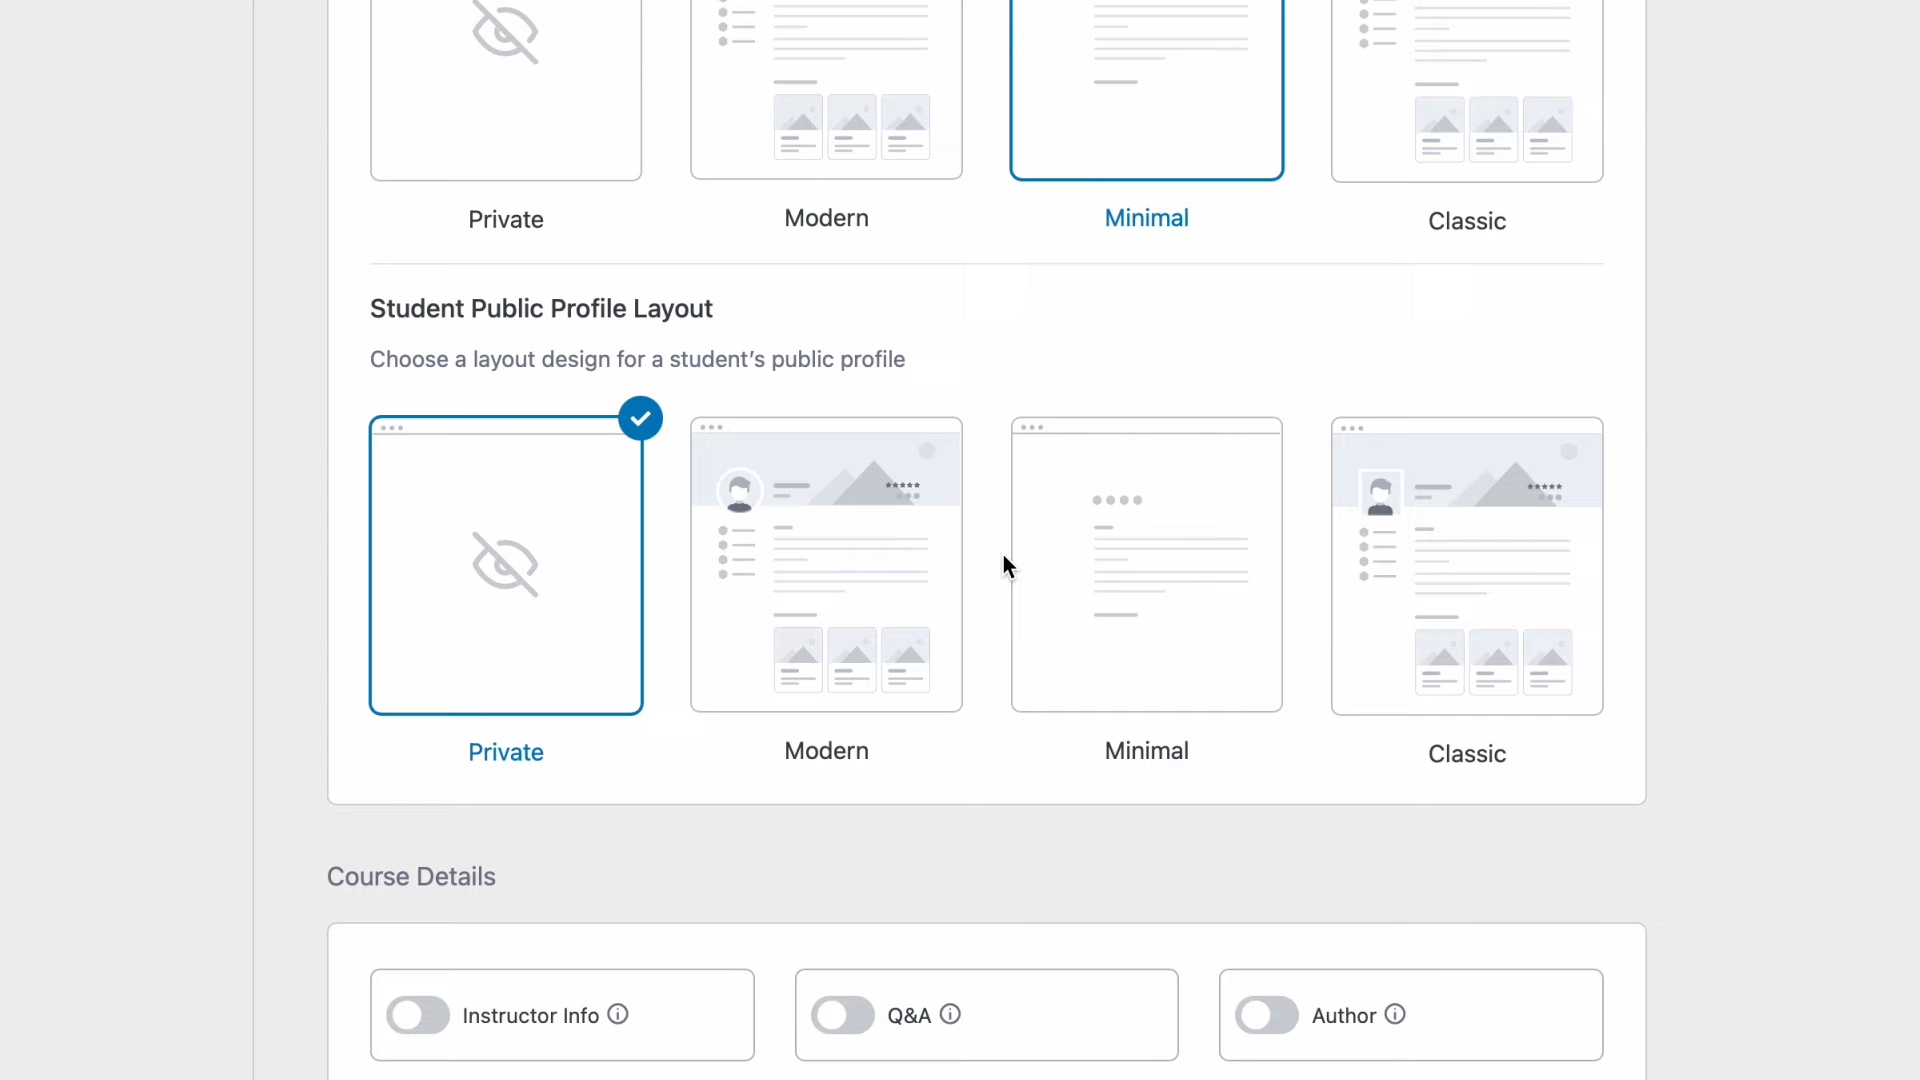 Private
Modern
Minimal
Classic
Student Public Profile Layout
Choose a layout design for a student's public profile
Private
Modern
Minimal
Classic
Course Details
Instructor Info
Q&A
Author